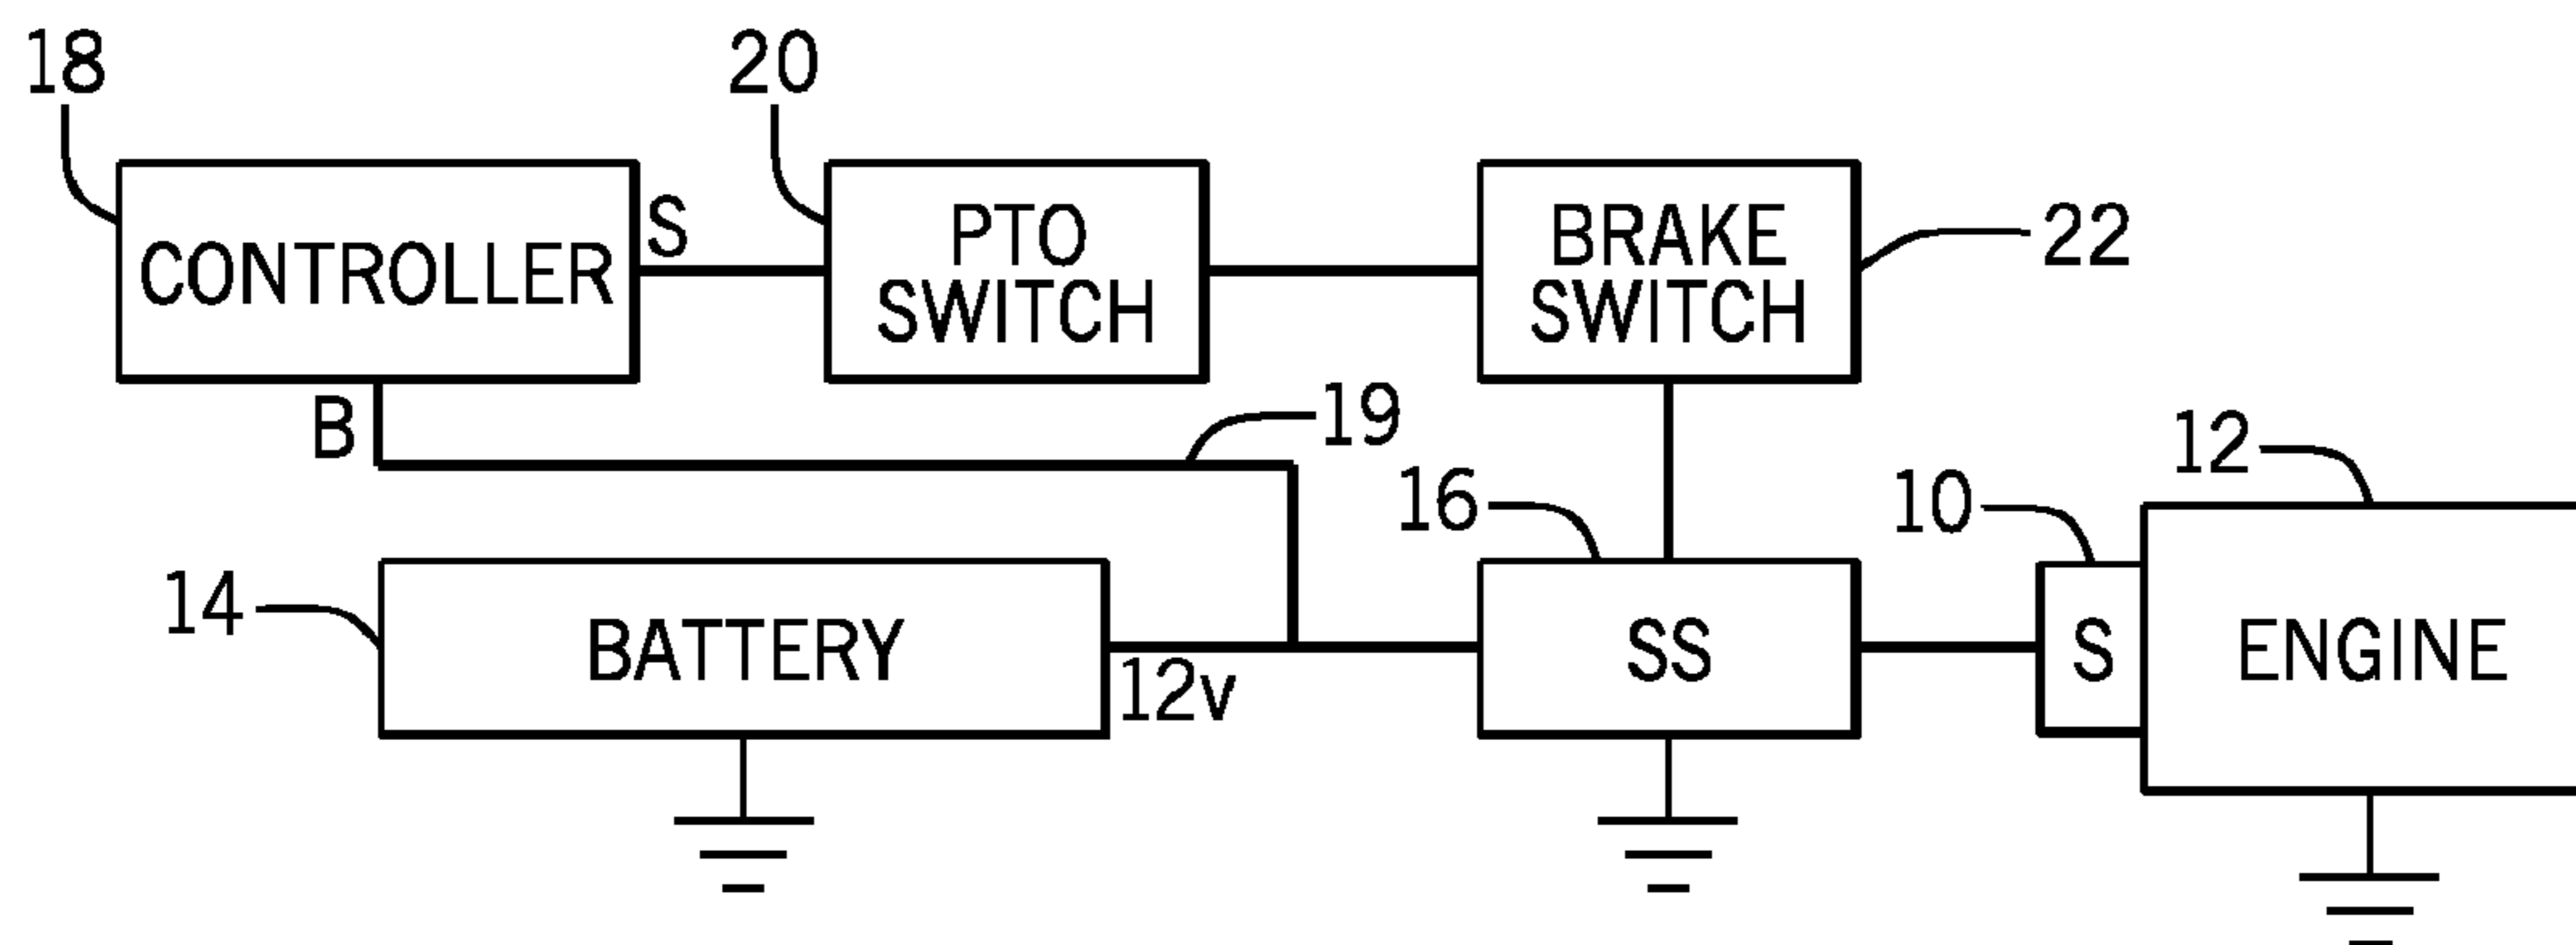 18
20
S
PTO
SWITCH
BRAKE
SWITCH
22
CONTROLLER
B
19
12
16
10
14
BATTERY
12v
SS
S
ENGINE